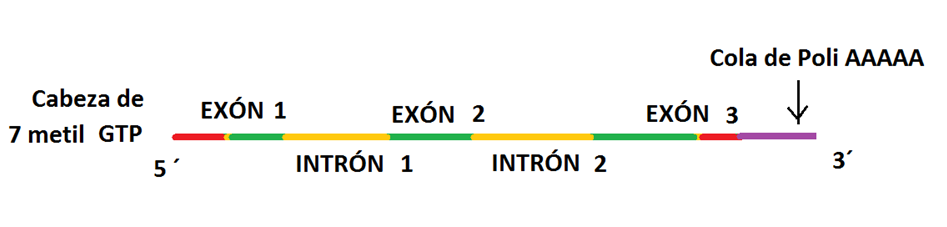 Cola de Poli AAAAA
Cabeza de
7 metil GTP
EXÓN 1
EXÓN 2
EXÓN 3
5 ´
INTRÓN 1
INTRÓN 2
3´